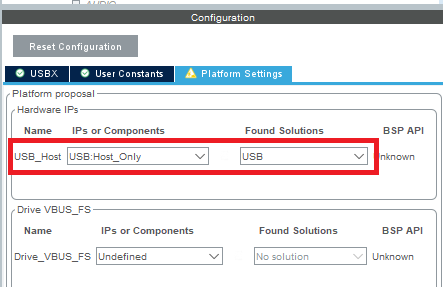 AUDIO
Configuration
Reset Configuration
USBX User Constants Platform Settings
Platform proposal
Hardware IPs
Name IPs or Components Found Solutions BSP API
USB_Host USB:Host_Only USB Unknown
Drive VBUS_FS
Name IPs or Components Found Solutions BSP API
Drive_VBUS_FS Undefined No solution Unknown